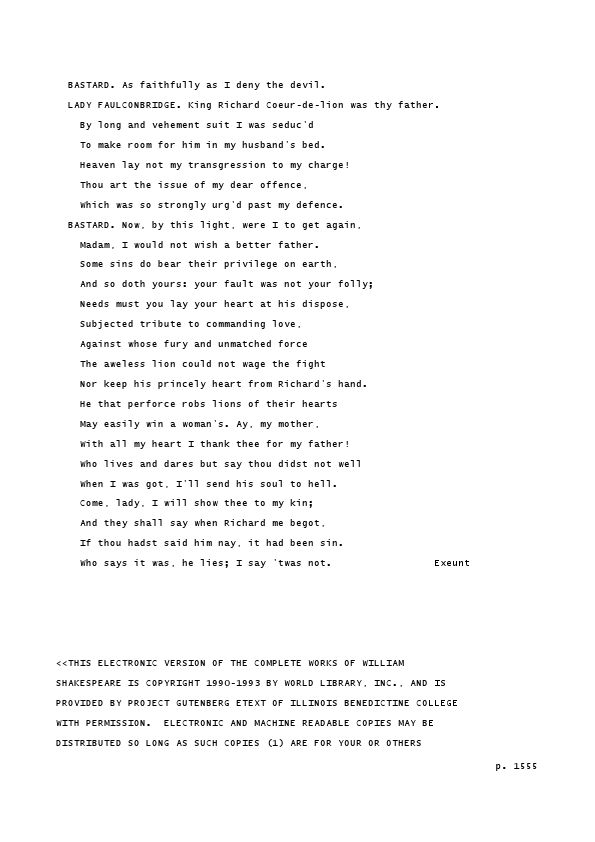 BASTARD. As faithfully as I deny the devil.
LADY FAULCONBRIDGE. King Richard Coeur-de-lion was thy father.
By long and vehement suit I was seduc'd
To make room for him in my husband's bed.
Heaven lay not my transgression to my charge!
Thou art the issue of my dear offence,
Which was so strongly urg'd past my defence.
BASTARD. Now, by this light, were I to get again,
Madam, I would not wish a better father.
Some sins do bear their privilege on earth,
And so doth yours: your fault was not your folly;
Needs must you lay your heart at his dispose,
Subjected tribute to commanding love,
Against whose fury and unmatched force
The aweless lion could not wage the fight
Nor keep his princely heart from Richard's hand.
He that perforce robs lions of their hearts
May easily win a woman's. Ay, my mother,
With all my heart I thank thee for my father!
Who lives and dares but say thou didst not well
When I was got, I'll send his soul to hell.
Come, lady, I will show thee to my kin;
And they shall say when Richard me begot,
If thou hadst said him nay, it had been sin.
Who says it was, he lies; I say 'twas not. Exeunt
<<THIS ELECTRONIC VERSION OF THE COMPLETE WORKS OF WILLIAM
SHAKESPEARE IS COPYRIGHT 1990-1993 BY WORLD LIBRARY, INC., AND IS
PROVIDED BY PROJECT GUTENBERG ETEXT OF ILLINOIS BENEDICTINE COLLEGE
WITH PERMISSION. ELECTRONIC AND MACHINE READABLE COPIES MAY BE
DISTRIBUTED SO LONG AS SUCH COPIES (1) ARE FOR YOUR OR OTHERS
p. 1555